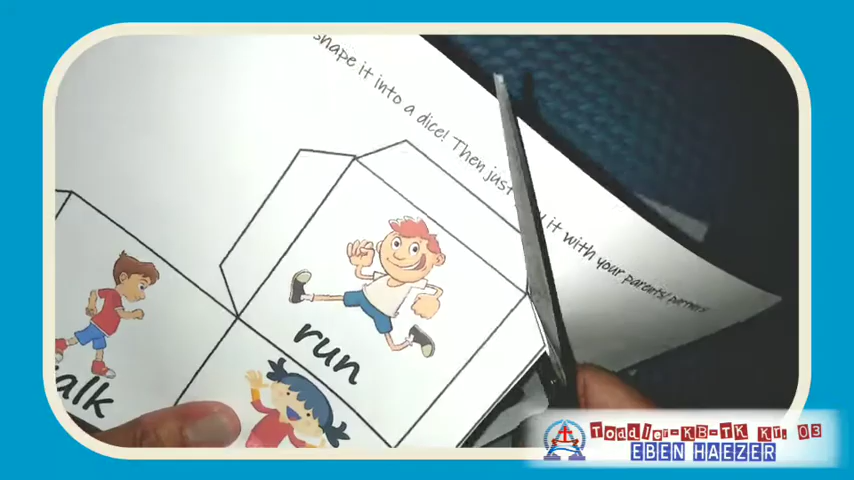 shape it into a dice! Then just it with your parents/partners
run
alk
Toddler-KB-TK Kr. 03
EBEN HAEZER